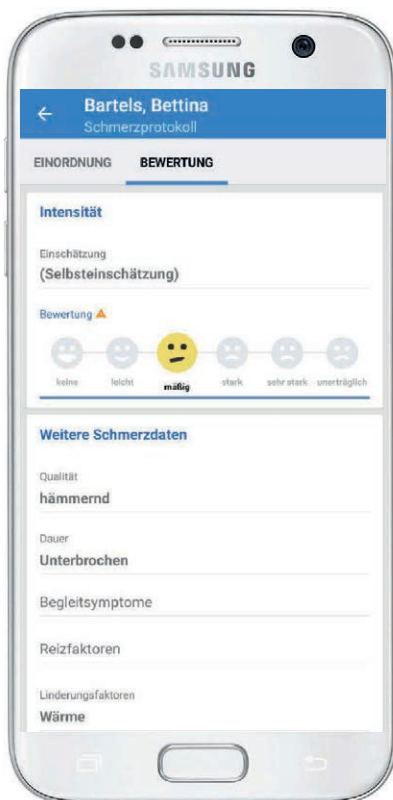 SAMSUNG
Bartels, Bettina
Schmerzprotokoll
EINORDNUNG BEWERTUNG
Intensität
Einschätzung
(Selbsteinschätzung)
Bewertung
keine leicht mäßig stark sehr stark unerträglich
Weitere Schmerzdaten
Qualität
hämmernd
Dauer
Unterbrochen
Begleitsymptome
Reizfaktoren
Linderungsfaktoren
Wärme